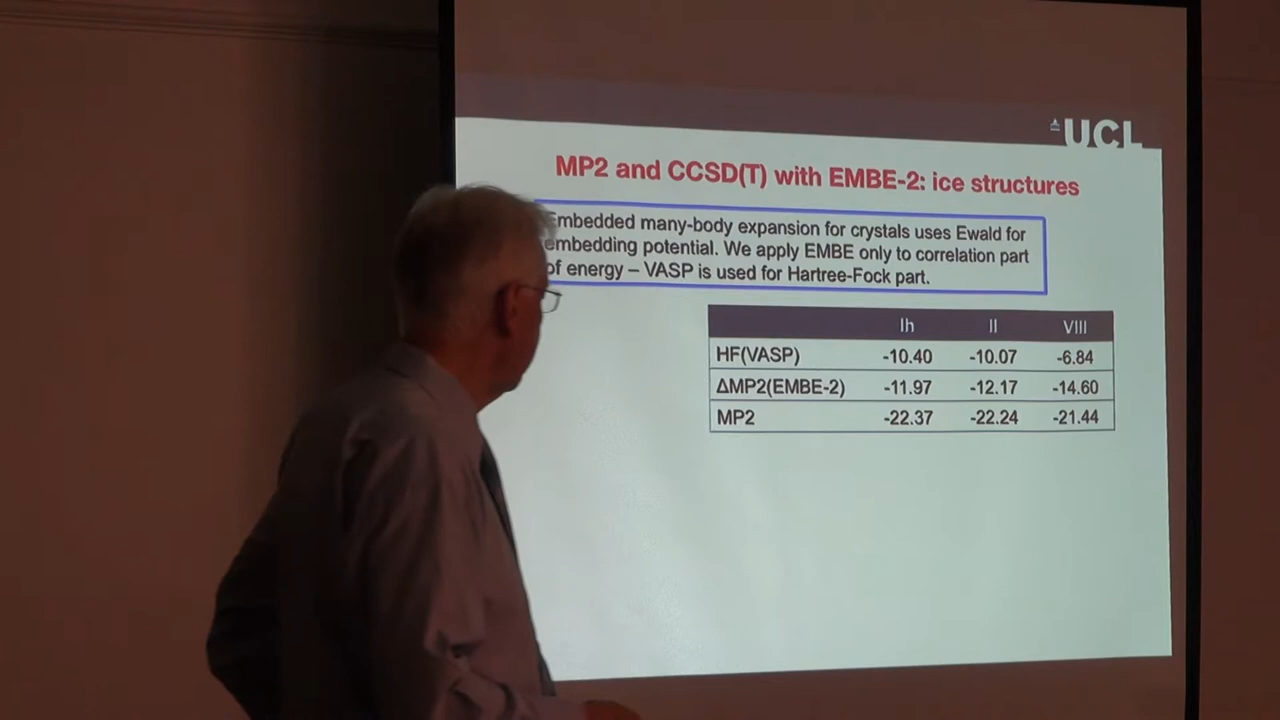 UCL
MP2 and CCSD(T) with EMBE-2: ice structures
Embedded many-body expansion for crystals uses Ewald for
embedding potential. We apply EMBE only to correlation part
of energy – VASP is used for Hartree-Fock part.
Ih II VIII
HF(VASP) -10.40 -10.07 -6.84
ΔMP2(EMBE-2) -11.97 -12.17 -14.60
MP2 -22.37 -22.24 -21.44